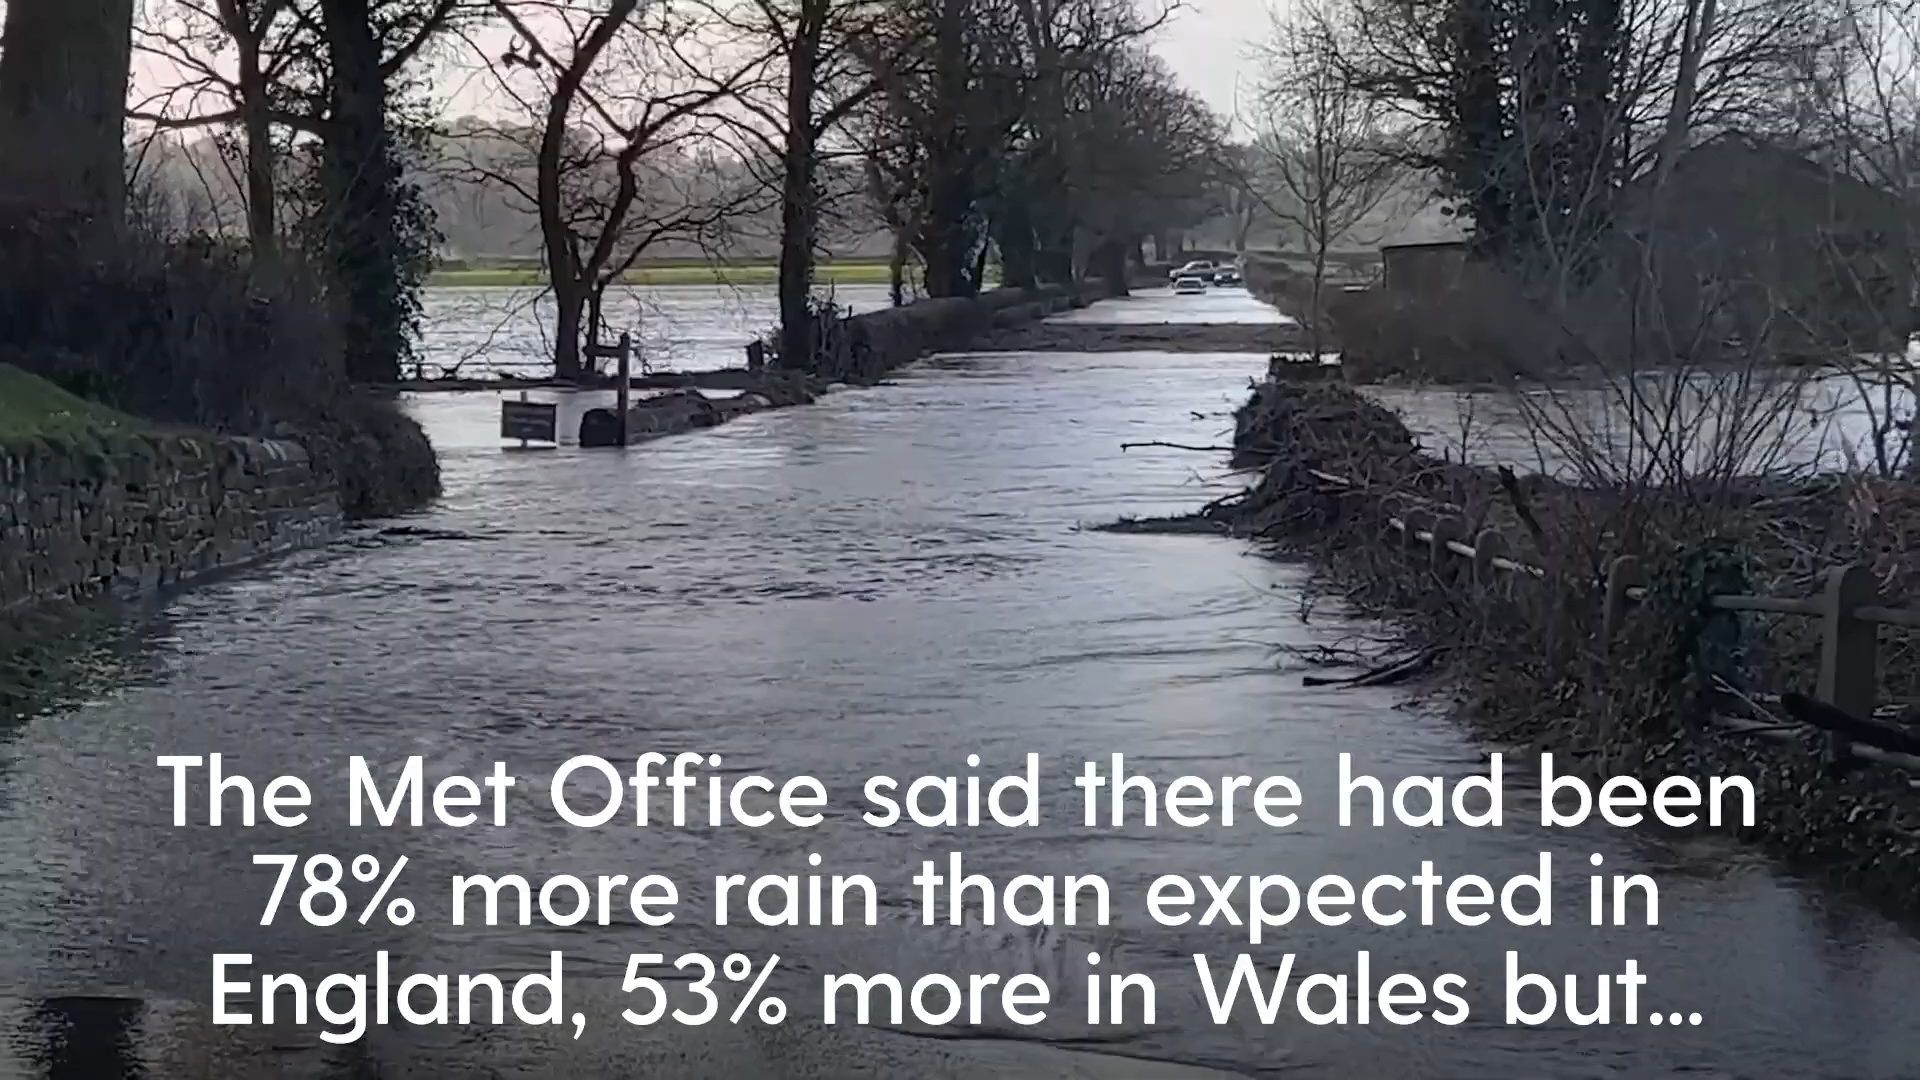 The Met Office said there had been
78% more rain than expected in
England, 53% more in Wales but...